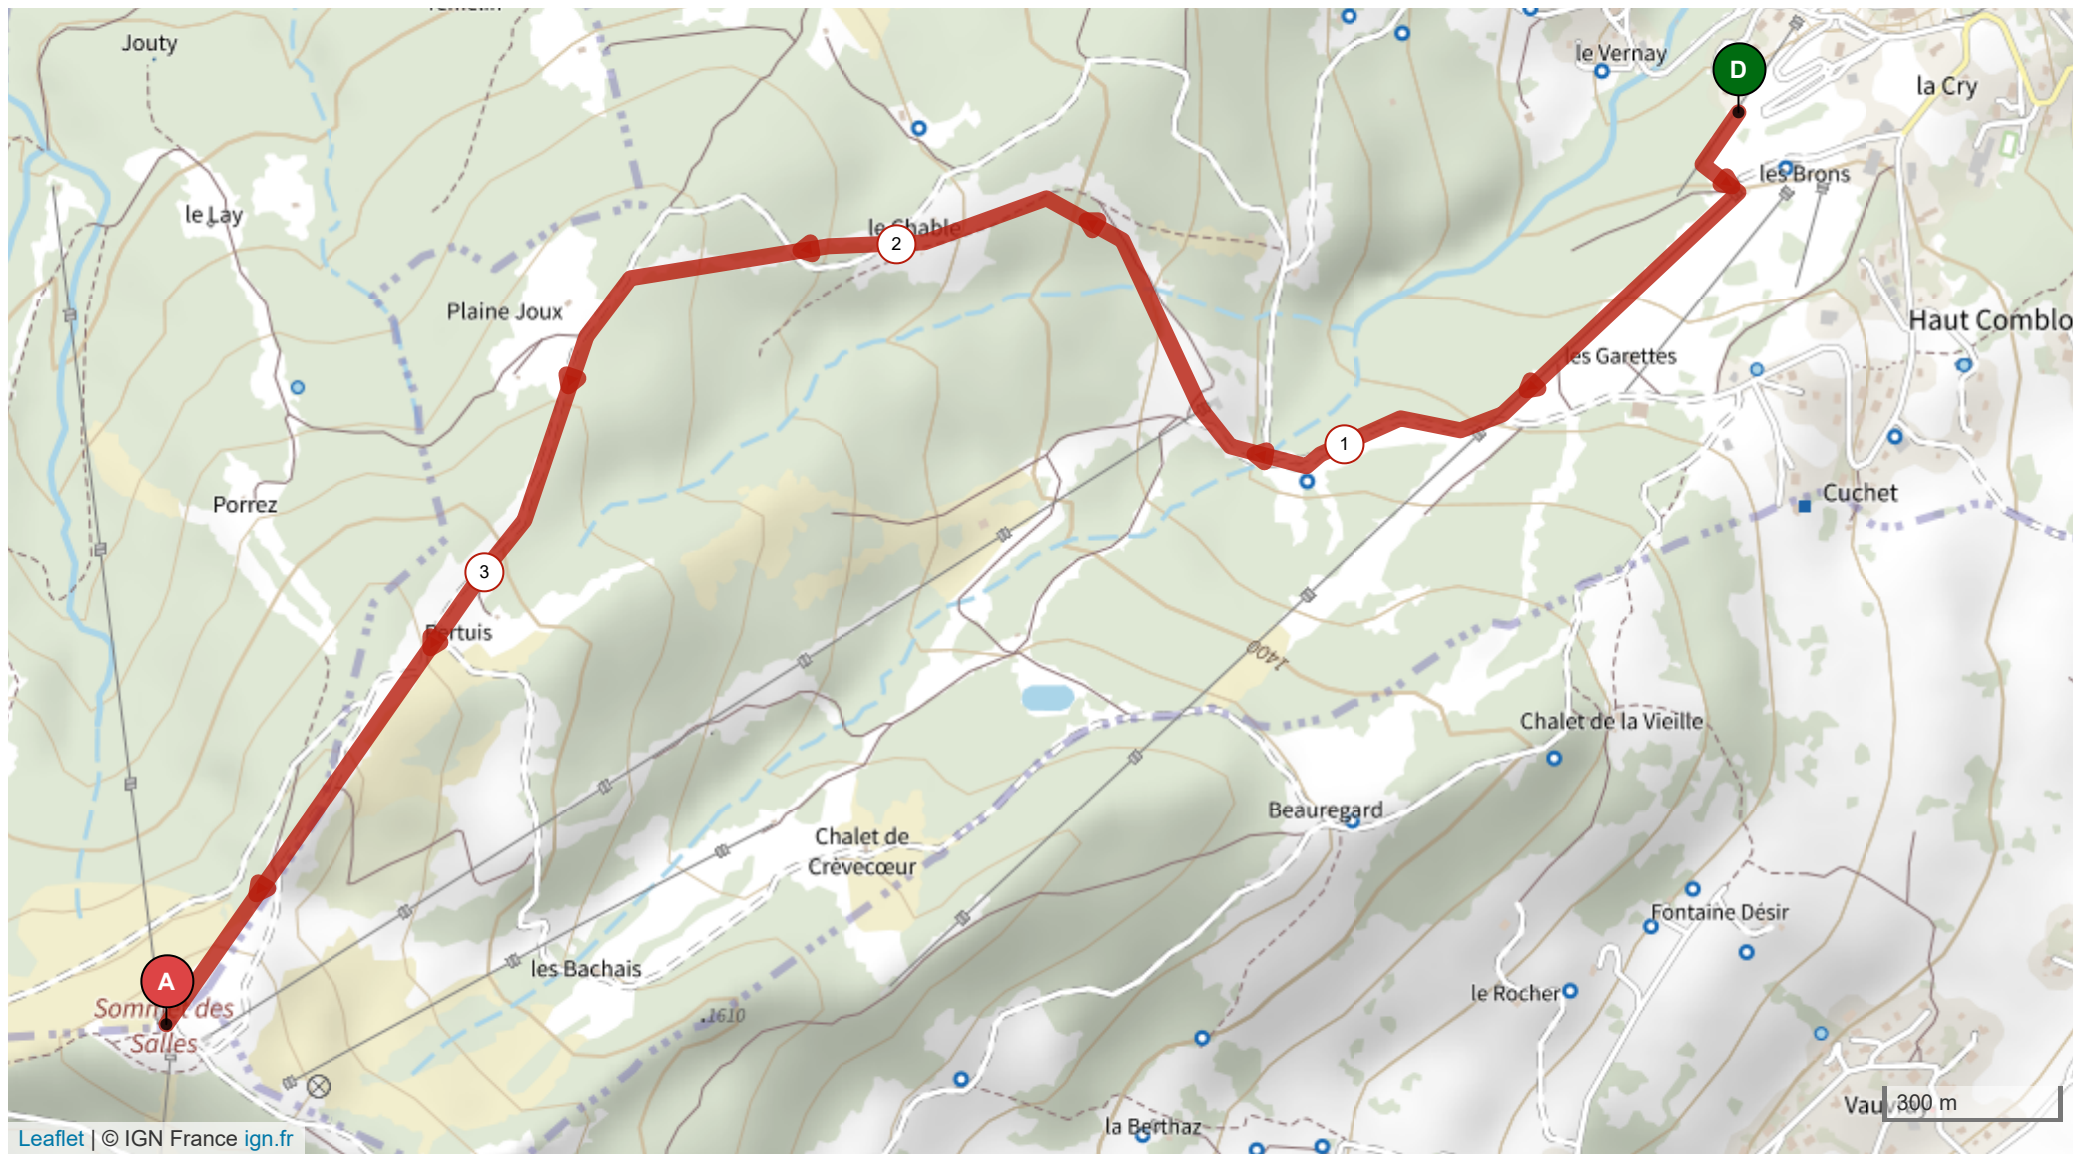 Jouty
le Vernay
D
la Cry
les Brons
le Lay
le Chable
2
Plaine Joux
Haut Comblo
les Garettes
1
Cuchet
Porrez
3
Pertuis
1400
Chalet de la Vieille
Beauregard
Chalet de
Crèvecœur
Fontaine Désir
les Bachais
A
le Rocher
Sommet des
Salles
.1610
300 m
la Berthaz
Leaflet | © IGN France ign.fr